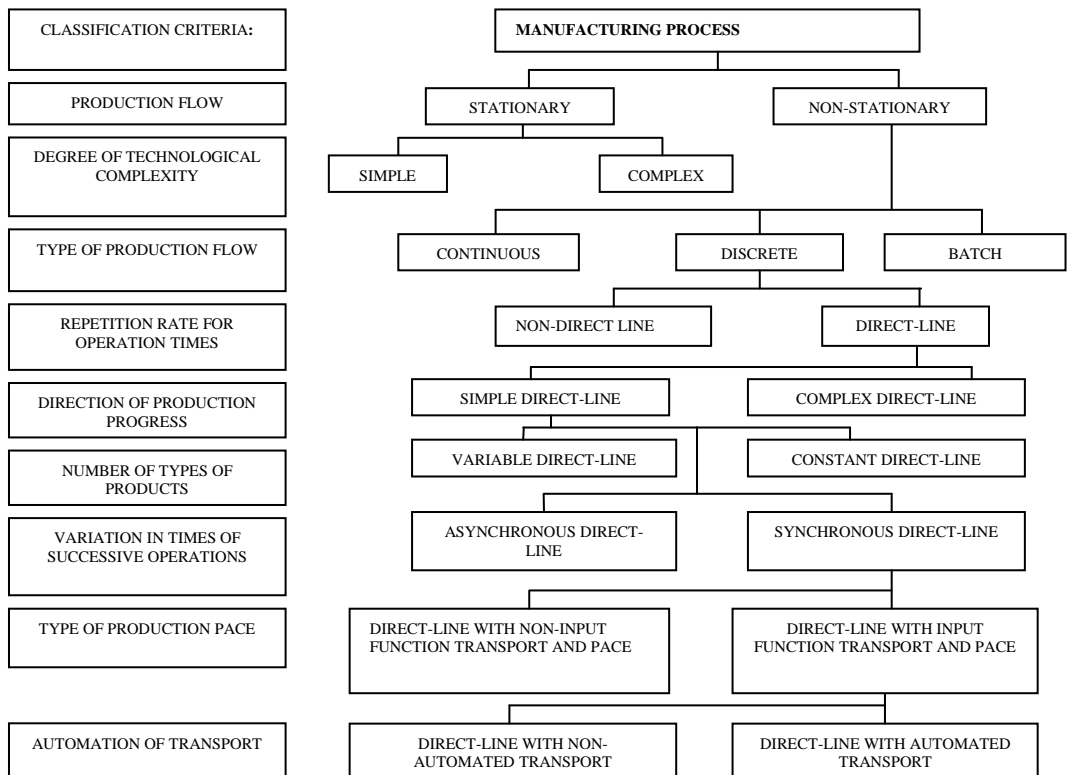 CLASSIFICATION CRITERIA:
MANUFACTURING PROCESS
PRODUCTION FLOW
STATIONARY
NON-STATIONARY
DEGREE OF TECHNOLOGICAL
COMPLEXITY
SIMPLE
COMPLEX
TYPE OF PRODUCTION FLOW
CONTINUOUS
DISCRETE
BATCH
REPETITION RATE FOR
OPERATION TIMES
NON-DIRECT LINE
DIRECT-LINE
DIRECTION OF PRODUCTION
PROGRESS
SIMPLE DIRECT-LINE
COMPLEX DIRECT-LINE
NUMBER OF TYPES OF
PRODUCTS
VARIABLE DIRECT-LINE
CONSTANT DIRECT-LINE
VARIATION IN TIMES OF
SUCCESSIVE OPERATIONS
ASYNCHRONOUS DIRECT-
LINE
SYNCHRONOUS DIRECT-LINE
TYPE OF PRODUCTION PACE
DIRECT-LINE WITH NON-INPUT
FUNCTION TRANSPORT AND PACE
DIRECT-LINE WITH INPUT
FUNCTION TRANSPORT AND PACE
AUTOMATION OF TRANSPORT
DIRECT-LINE WITH NON-
AUTOMATED TRANSPORT
DIRECT-LINE WITH AUTOMATED
TRANSPORT